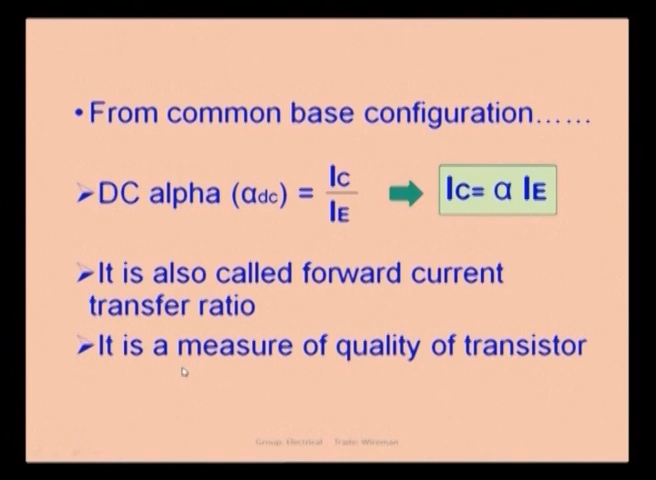 • From common base configuration......
➢DC alpha (αdc) = IC / IE ➡ IC= α IE
➢It is also called forward current
transfer ratio
➢It is a measure of quality of transistor
Group: Electrical Trade: Wireman